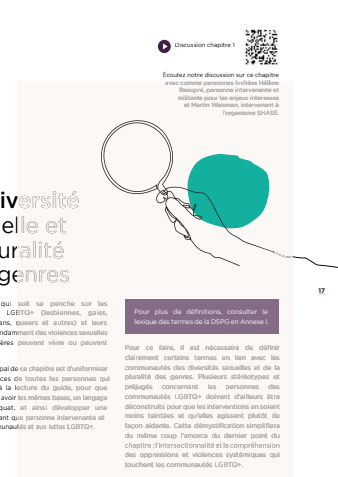 Discussion chapitre 1
Écoutez notre discussion sur ce chapitre
avec comme personnes invitées Hélène
Beaupré, personne intervenante et
militante pour les enjeux intersexes
et Martin Waisman, intervenant à
l'organisme SHASE.
iversité
elle et
uralité
genres
17
qui suit se penche sur les
LGBTQ+ (lesbiennes, gaies,
ans, queers et autres) et leurs
ndamment des violences sexuelles
ères peuvent vivre ou peuvent
pal de ce chapitre est d'uniformiser
ces de toutes les personnes qui
à la lecture du guide, pour que
avoir les mêmes bases, un langage
quat, et ainsi développer une
ant que personne intervenante et
munautés et aux luttes LGBTQ+.
Pour plus de définitions, consulter le
lexique des termes de la DSPG en Annexe I.
Pour ce faire, il est nécessaire de définir
clairement certains termes en lien avec les
communautés des diversités sexuelles et de la
pluralité des genres. Plusieurs stéréotypes et
préjugés concernant les personnes des
communautés LGBTQ+ doivent d'ailleurs être
déconstruits pour que les interventions en soient
moins teintées et qu'elles agissent plutôt de
façon aidante. Cette démystification simplifiera
du même coup l'amorce du dernier point du
chapitre : l'intersectionnalité et la compréhension
des oppressions et violences systémiques qui
touchent les communautés LGBTQ+.